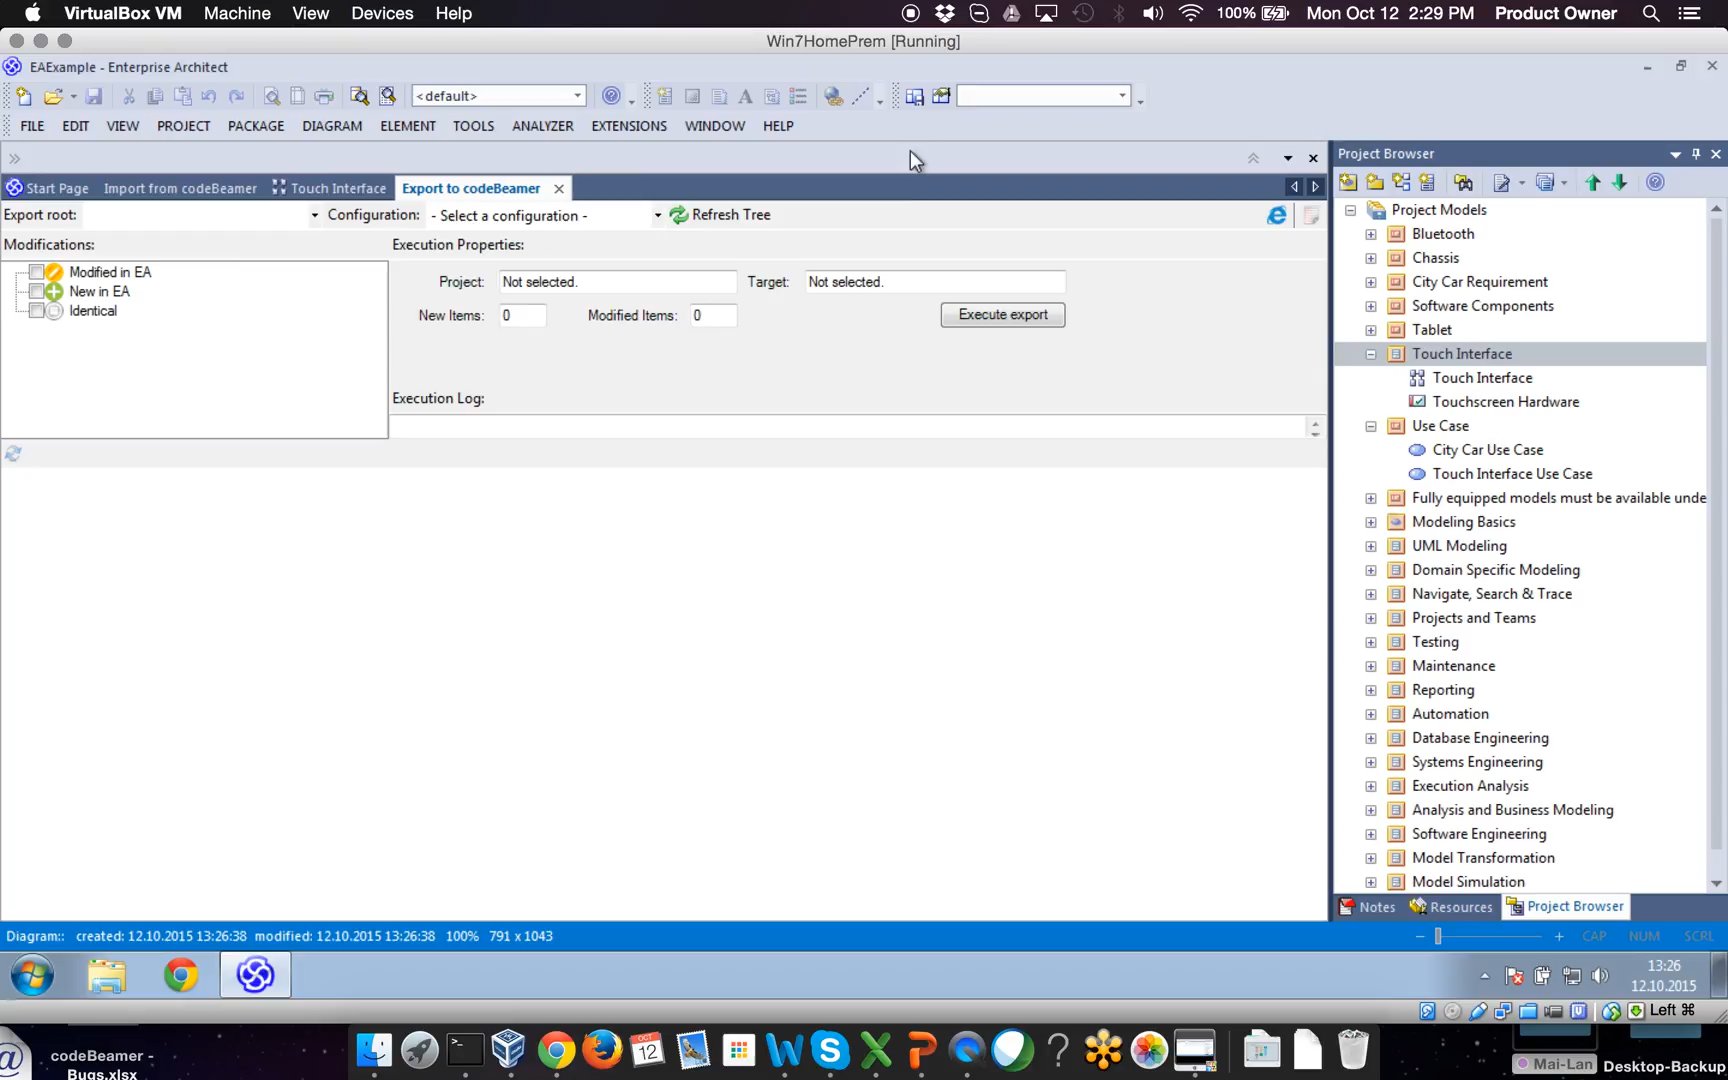 VirtualBox VM Machine View Devices Help 100% Mon Oct 12 2:29 PM Product Owner
Win7HomePrem [Running]
EAExample - Enterprise Architect
<default>
FILE EDIT VIEW PROJECT PACKAGE DIAGRAM ELEMENT TOOLS ANALYZER EXTENSIONS WINDOW HELP
Start Page Import from codeBeamer Touch Interface Export to codeBeamer
Export root: Configuration: - Select a configuration - Refresh Tree
Modifications: Execution Properties:
Modified in EA
New in EA
Identical
Project: Not selected. Target: Not selected.
New Items: 0 Modified Items: 0 Execute export
Execution Log:
Project Browser
Project Models
Bluetooth
Chassis
City Car Requirement
Software Components
Tablet
Touch Interface
Touch Interface
Touchscreen Hardware
Use Case
City Car Use Case
Touch Interface Use Case
Fully equipped models must be available unde
Modeling Basics
UML Modeling
Domain Specific Modeling
Navigate, Search & Trace
Projects and Teams
Testing
Maintenance
Reporting
Automation
Database Engineering
Systems Engineering
Execution Analysis
Analysis and Business Modeling
Software Engineering
Model Transformation
Model Simulation
Notes Resources Project Browser
Diagram:: created: 12.10.2015 13:26:38 modified: 12.10.2015 13:26:38 100% 791 x 1043
CAP NUM SCRL
13:26
12.10.2015
Left ⌘
OCT
12
codeBeamer -
Bugs.xlsx
Mai-Lan Desktop-Backup